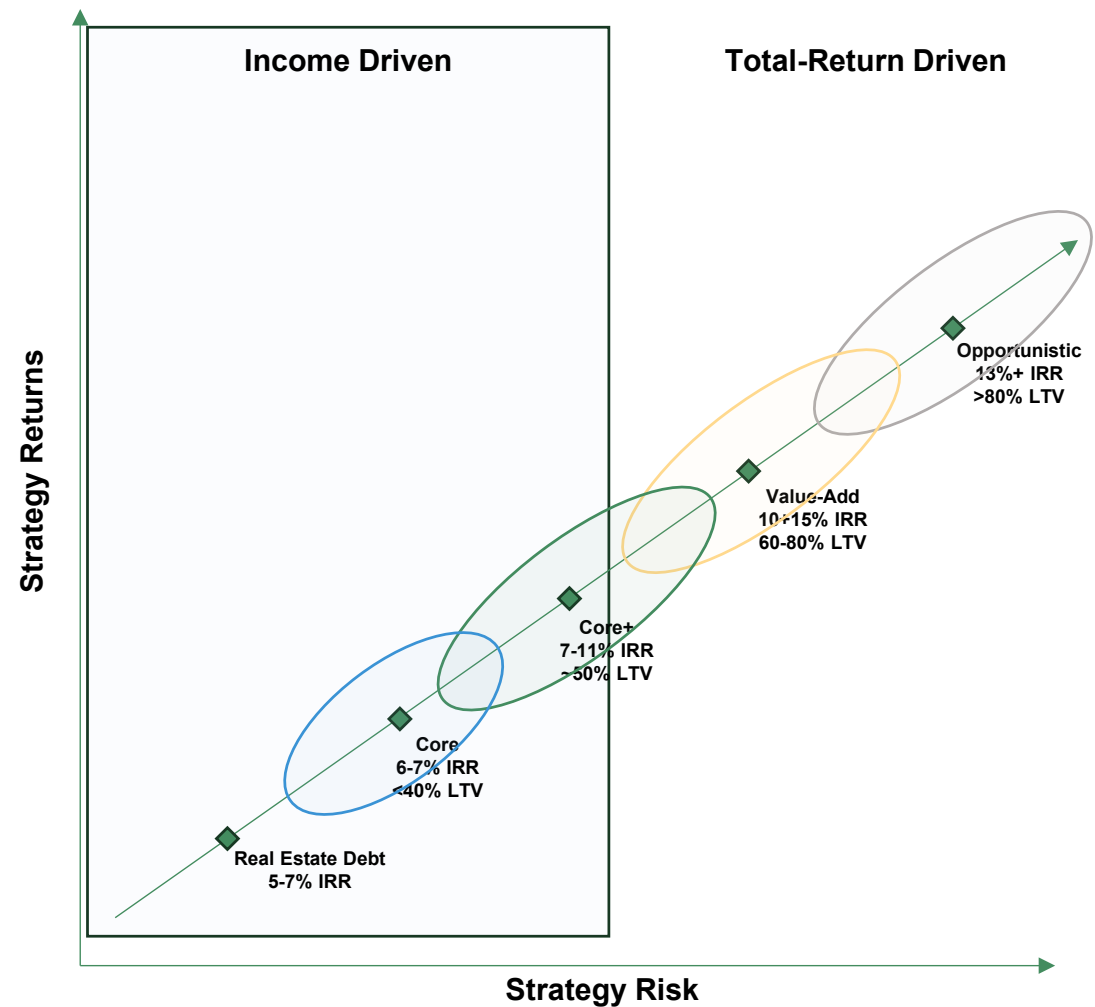 Income Driven
Total-Return Driven
Strategy Returns
Opportunistic
13%+ IRR
>80% LTV
Value-Add
10-15% IRR
60-80% LTV
Core+
7-11% IRR
~50% LTV
Core
6-7% IRR
<40% LTV
Real Estate Debt
5-7% IRR
Strategy Risk